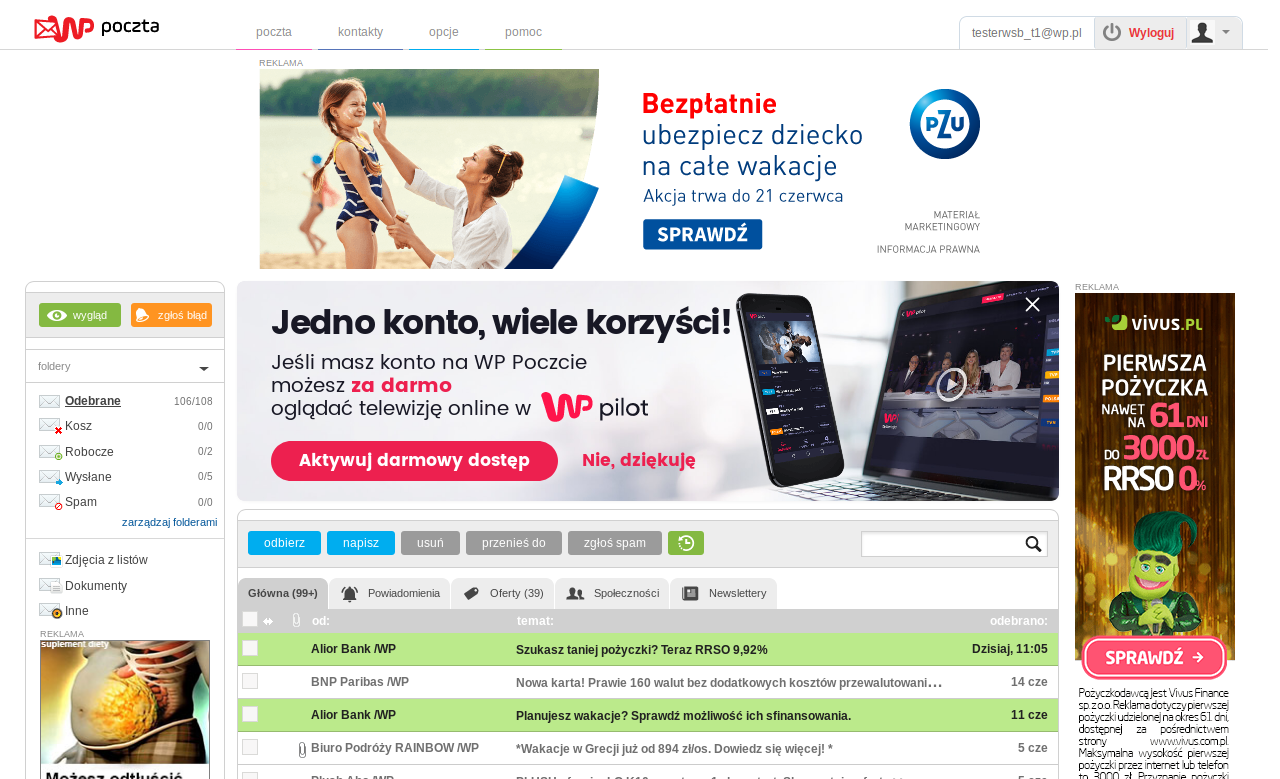 WP poczta
poczta
kontakty
opcje
pomoc
testerwsb_t1@wp.pl
Wyloguj
REKLAMA
Bezpłatnie
ubezpiecz dziecko
na całe wakacje
Akcja trwa do 21 czerwca
SPRAWDŹ
PZU
MATERIAŁ
MARKETINGOWY
INFORMACJA PRAWNA
wygląd
zgłoś błąd
foldery
Odebrane 106/108
Kosz 0/0
Robocze 0/2
Wysłane 0/5
Spam 0/0
zarządzaj folderami
Zdjęcia z listów
Dokumenty
Inne
REKLAMA
Suplement diety
Możesz odtłuścić
Jedno konto, wiele korzyści!
Jeśli masz konto na WP Poczcie
możesz za darmo
oglądać telewizję online w WP pilot
Aktywuj darmowy dostęp
Nie, dziękuję
odbierz
napisz
usuń
przenieś do
zgłoś spam
Główna (99+)
Powiadomienia
Oferty (39)
Społeczności
Newslettery
od: temat: odebrano:
Alior Bank /WP Szukasz taniej pożyczki? Teraz RRSO 9,92% Dzisiaj, 11:05
BNP Paribas /WP Nowa karta! Prawie 160 walut bez dodatkowych kosztów przewalutowani... 14 cze
Alior Bank /WP Planujesz wakacje? Sprawdź możliwość ich sfinansowania. 11 cze
Biuro Podróży RAINBOW /WP *Wakacje w Grecji już od 894 zł/os. Dowiedz się więcej! * 5 cze
REKLAMA
VIVUS.PL
PIERWSZA
POŻYCZKA
NAWET NA 61 DNI
DO 3000 ZŁ
RRSO 0%
SPRAWDŹ
Pożyczkodawcą jest Vivus Finance
sp. z o.o. Reklama dotyczy pierwszej
pożyczki udzielonej na okres 61 dni,
dostępnej za pośrednictwem
strony www.vivus.com.pl.
Maksymalna wysokość pierwszej
pożyczki przez internet lub telefon
to 3000 zł. Przyznanie pożyczki